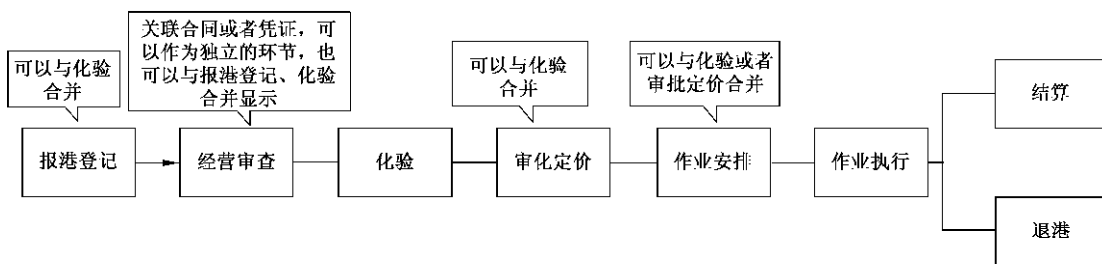 关联合同或者凭证，可
以作为独立的环节，也
可以与报港登记、化验
合并显示
可以与化验
合并
可以与化验
合并
可以与化验或者
审批定价合并
报港登记
经营审查
化验
审化定价
作业安排
作业执行
结算
退港